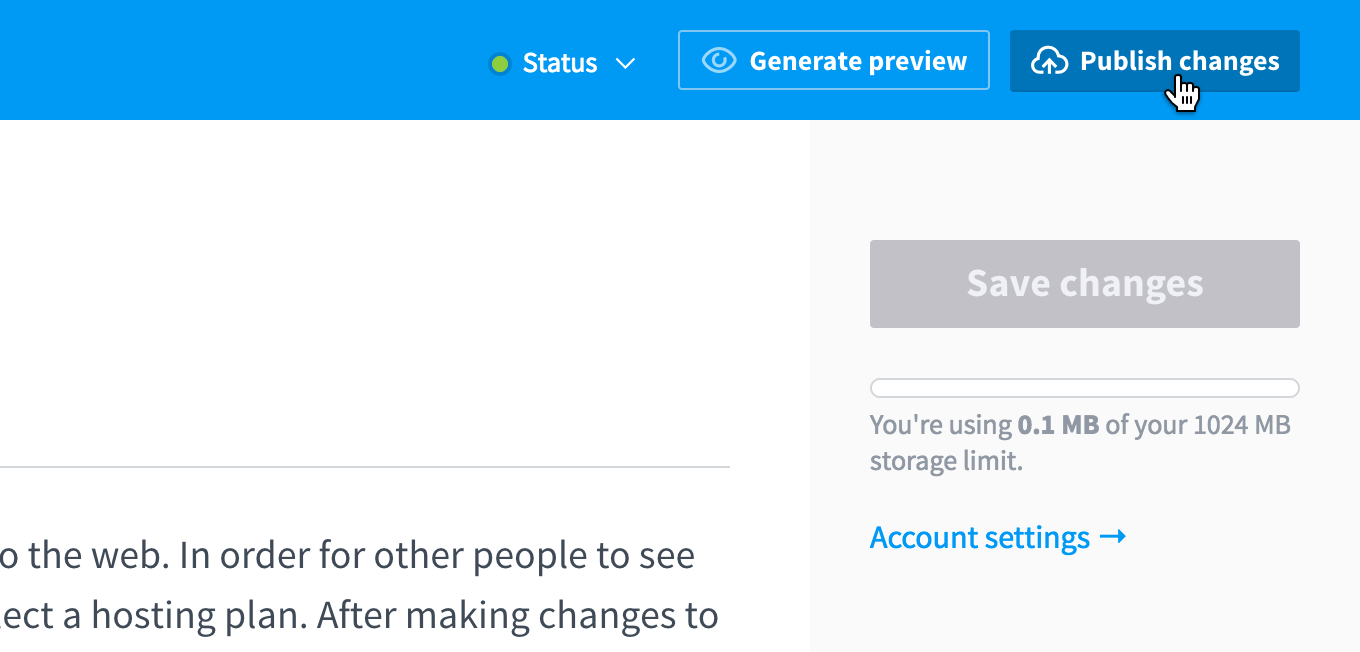 Status
Generate preview
Publish changes
Save changes
You're using 0.1 MB of your 1024 MB
storage limit.
Account settings →
o the web. In order for other people to see
ect a hosting plan. After making changes to